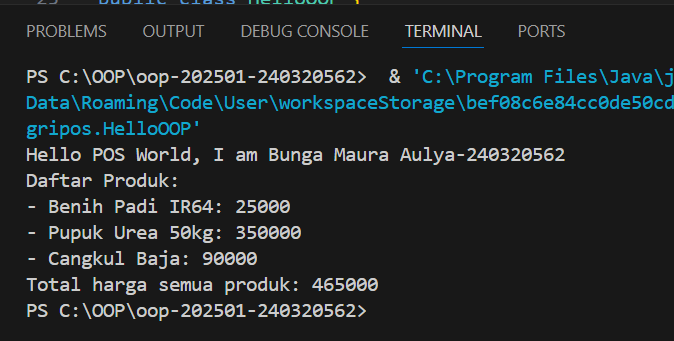 public class HelloOOP {
PROBLEMS OUTPUT DEBUG CONSOLE TERMINAL PORTS
PS C:\OOP\oop-202501-240320562>  & 'C:\Program Files\Java\j
Data\Roaming\Code\User\workspaceStorage\bef08c6e84cc0de50cd
gripos.HelloOOP'
Hello POS World, I am Bunga Maura Aulya-240320562
Daftar Produk:
- Benih Padi IR64: 25000
- Pupuk Urea 50kg: 350000
- Cangkul Baja: 90000
Total harga semua produk: 465000
PS C:\OOP\oop-202501-240320562>